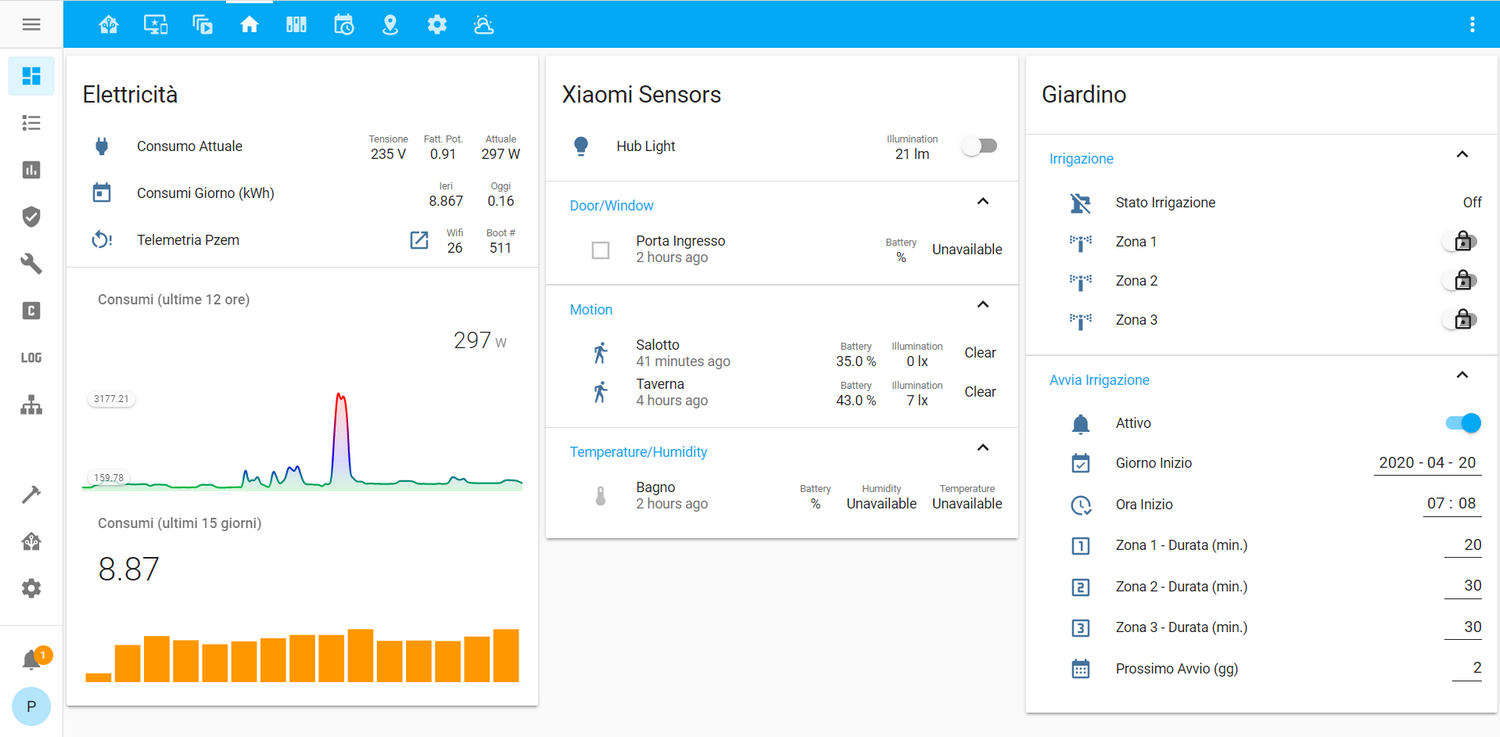 Elettricità
Consumo Attuale
Tensione Fatt. Pot. Attuale
235 V 0.91 297 W
Consumi Giorno (kWh)
Ieri Oggi
8.867 0.16
Telemetria Pzem
Wifi Boot #
26 511
Consumi (ultime 12 ore)
297 W
3177.21
159.78
Consumi (ultimi 15 giorni)
8.87
Xiaomi Sensors
Hub Light
Illumination
21 lm
Door/Window
Porta Ingresso
2 hours ago
Battery
%
Unavailable
Motion
Salotto
41 minutes ago
Battery Illumination
35.0 % 0 lx
Clear
Taverna
4 hours ago
Battery Illumination
43.0 % 7 lx
Clear
Temperature/Humidity
Bagno
2 hours ago
Battery Humidity Temperature
% Unavailable Unavailable
Giardino
Irrigazione
Stato Irrigazione Off
Zona 1
Zona 2
Zona 3
Avvia Irrigazione
Attivo
Giorno Inizio 2020 - 04 - 20
Ora Inizio 07 : 08
1 Zona 1 - Durata (min.) 20
2 Zona 2 - Durata (min.) 30
3 Zona 3 - Durata (min.) 30
Prossimo Avvio (gg) 2
C
LOG
1
P